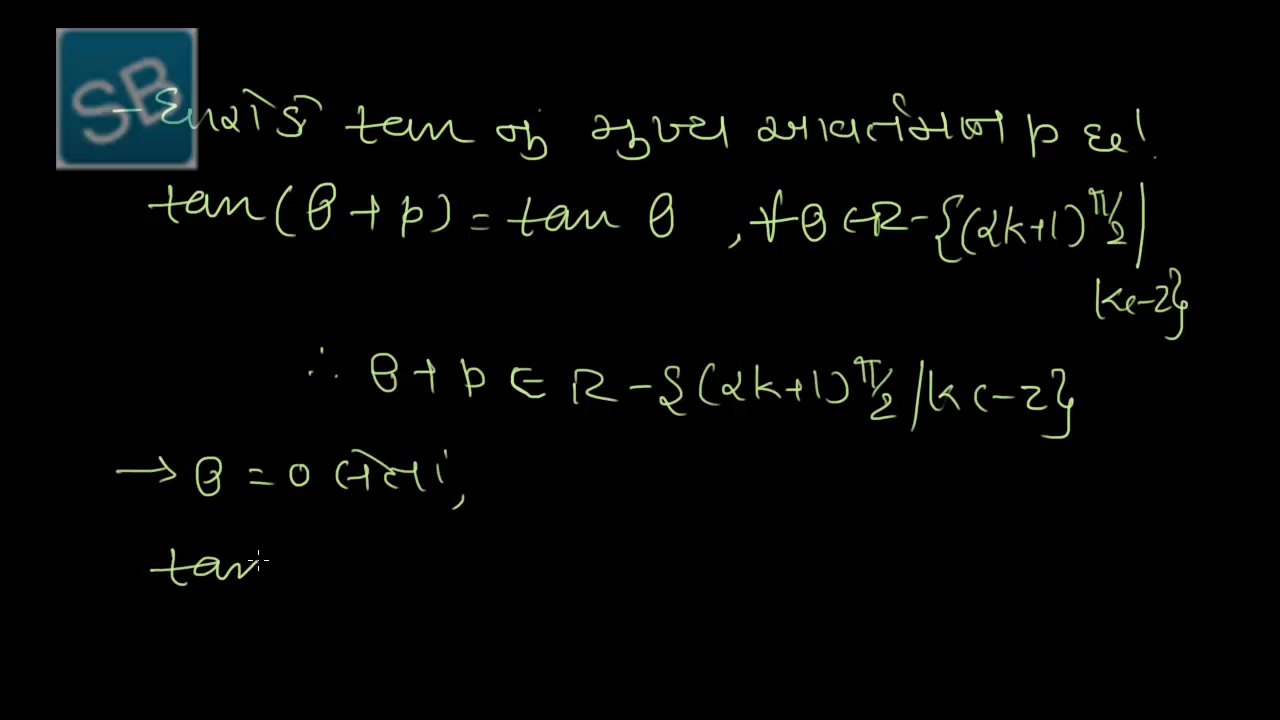 SB
- ધારોકે tan નું મુખ્ય આવર્તમાન p છે.
tan(θ + p) = tan θ , ∀ θ ∈ R - {(2k+1)π/2 |
k ∈ Z}
∴ θ + p ∈ R - {(2k+1)π/2 / k ∈ Z}
→ θ = 0 લેતાં,
tan